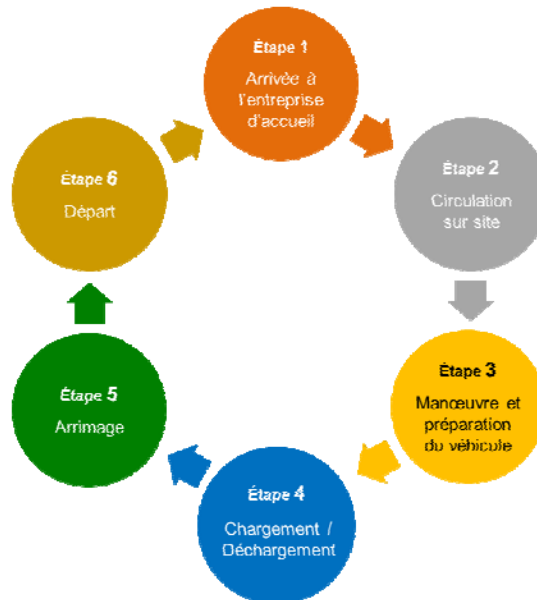 Étape 1
Arrivée à
l'entreprise
d'accueil
Étape 2
Circulation
sur site
Étape 3
Manœuvre et
préparation
du véhicule
Étape 4
Chargement /
Déchargement
Étape 5
Arrimage
Étape 6
Départ